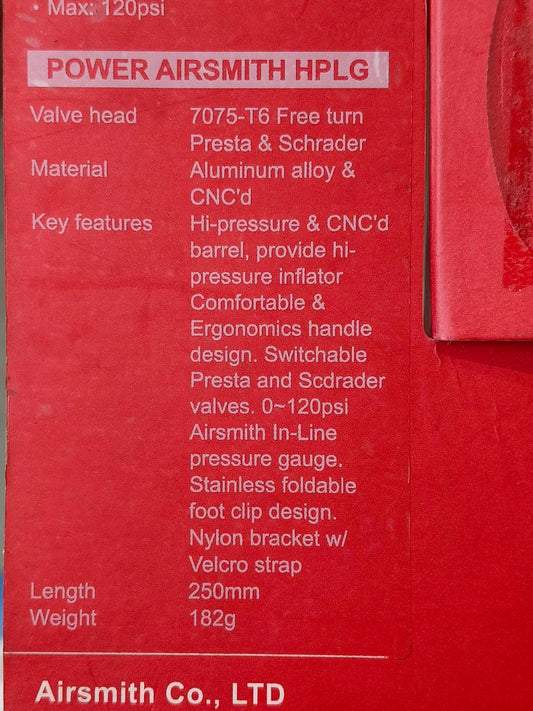 • Max: 120psi
POWER AIRSMITH HPLG
Valve head 7075-T6 Free turn
Presta & Schrader
Material Aluminum alloy &
CNC'd
Key features Hi-pressure & CNC'd
barrel, provide hi-
pressure inflator
Comfortable &
Ergonomics handle
design. Switchable
Presta and Scdrader
valves. 0~120psi
Airsmith In-Line
pressure gauge.
Stainless foldable
foot clip design.
Nylon bracket w/
Velcro strap
Length 250mm
Weight 182g
Airsmith Co., LTD